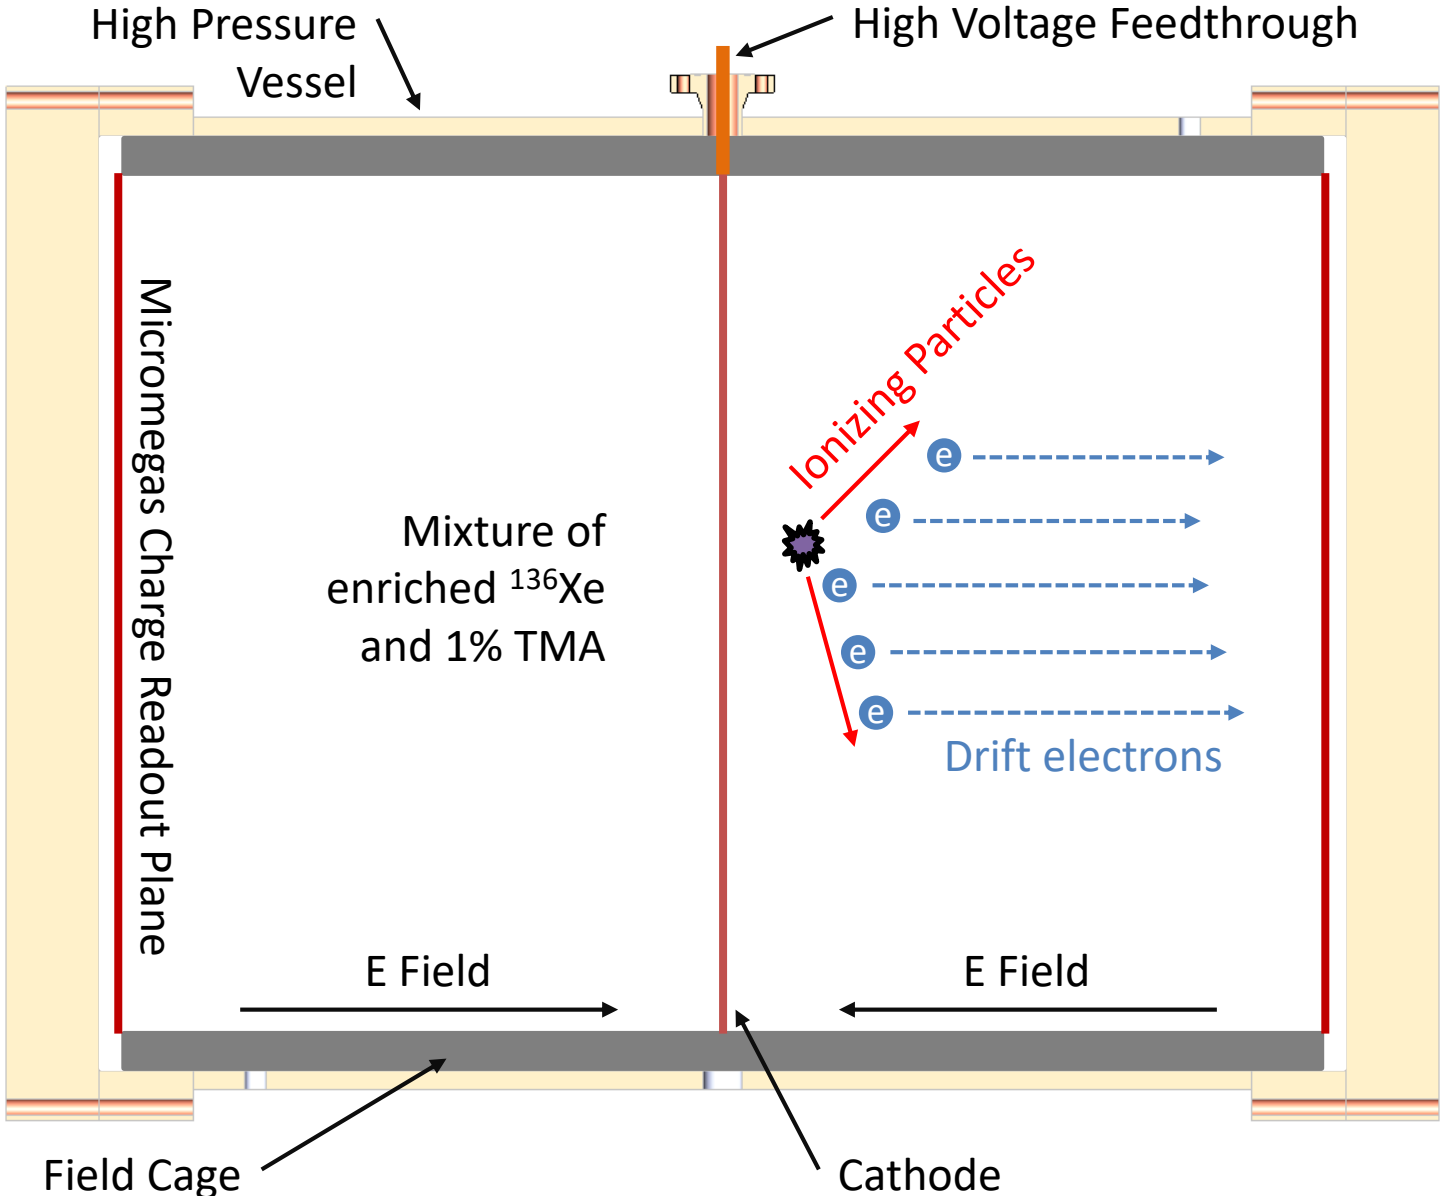 High Pressure
Vessel
High Voltage Feedthrough
Micromegas Charge Readout Plane
Ionizing Particles
Mixture of
enriched ¹³⁶Xe
and 1% TMA
e
e
e
e
e
Drift electrons
E Field
E Field
Field Cage
Cathode